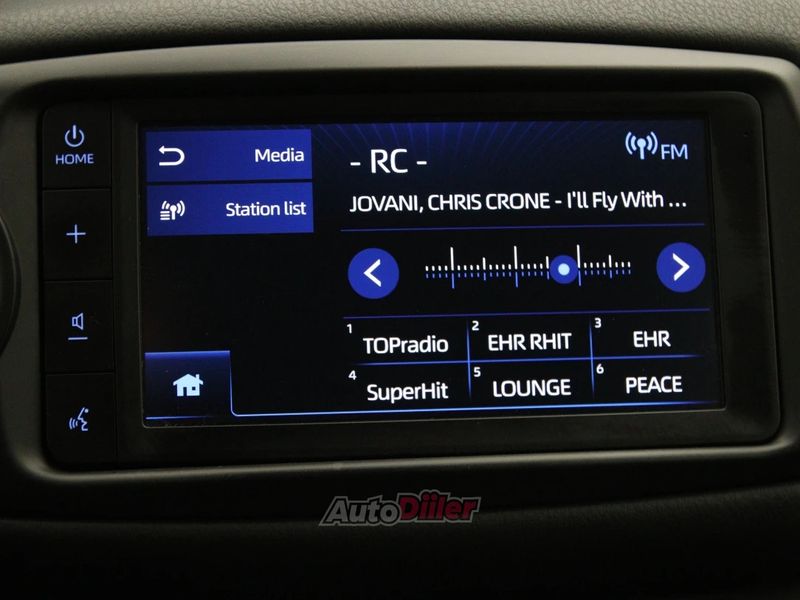 HOME
Media
Station list
- RC -
FM
JOVANI, CHRIS CRONE - I'll Fly With ...
1 TOPradio
2 EHR RHIT
3 EHR
4 SuperHit
5 LOUNGE
6 PEACE
AutoDiiler